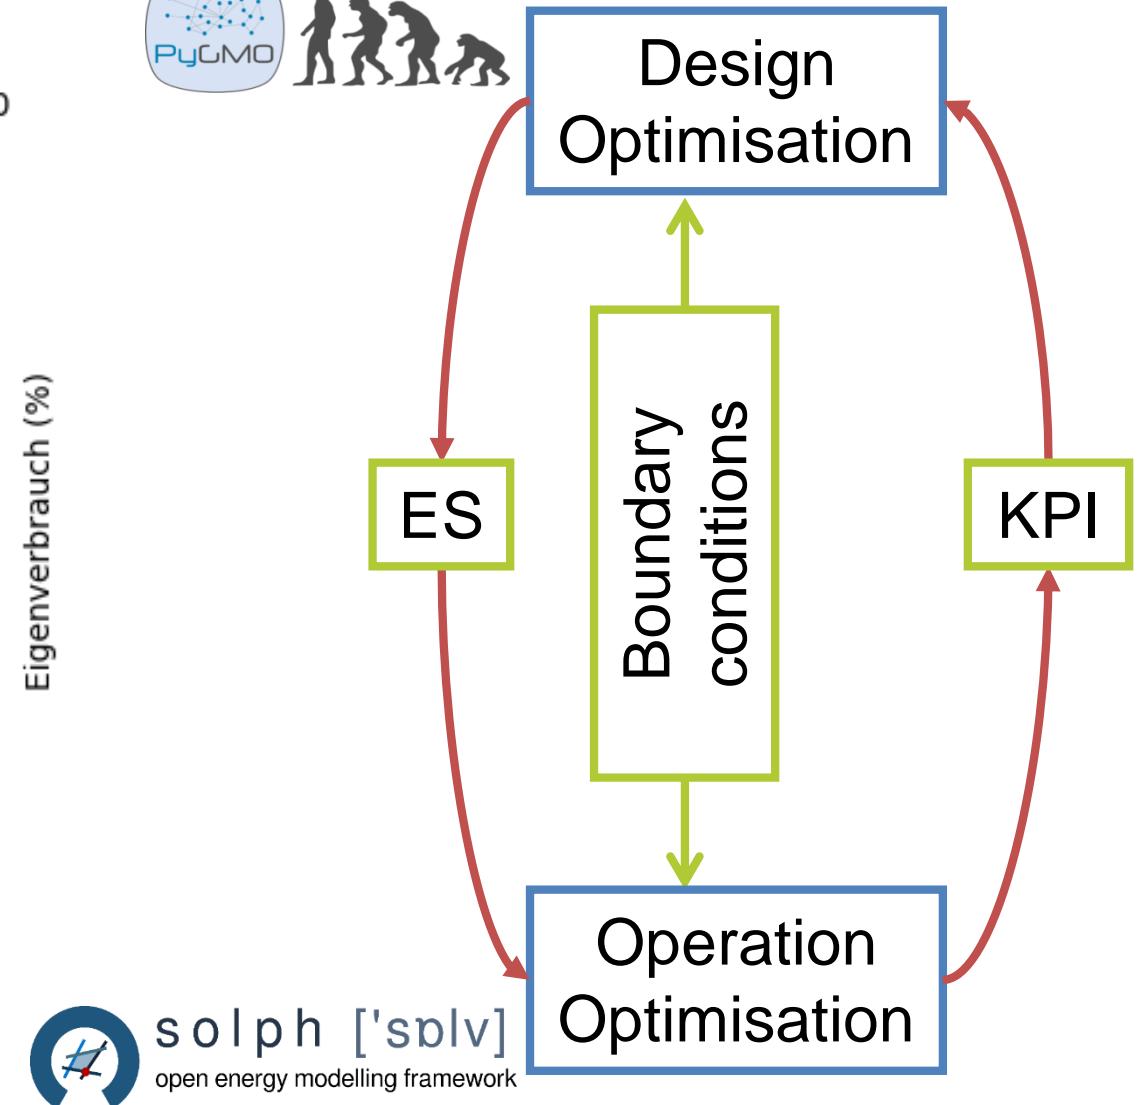 PyGMO
Design
Optimisation
Eigenverbrauch (%)
ES
Boundary
conditions
KPI
Operation
Optimisation
solph ['sɒlv]
open energy modelling framework